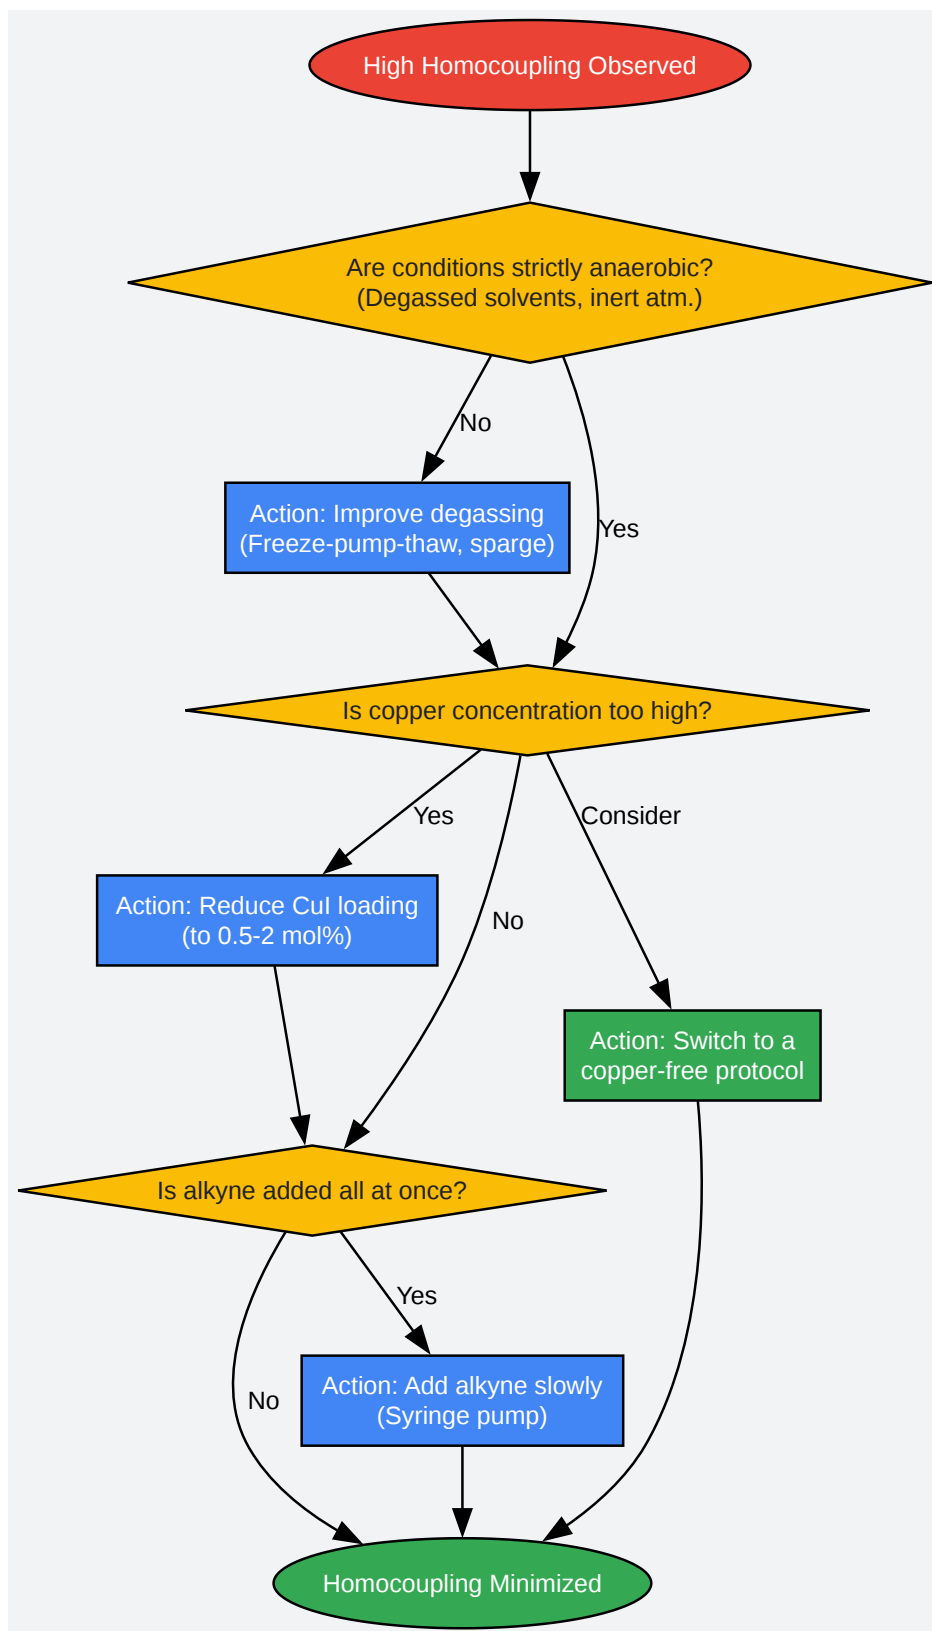 High Homocoupling Observed
Are conditions strictly anaerobic?
(Degassed solvents, inert atm.)
No
Action: Improve degassing
(Freeze-pump-thaw, sparge)
Yes
Is copper concentration too high?
Yes
Consider
Action: Reduce CuI loading
(to 0.5-2 mol%)
No
Action: Switch to a
copper-free protocol
Is alkyne added all at once?
Yes
Action: Add alkyne slowly
(Syringe pump)
No
Homocoupling Minimized